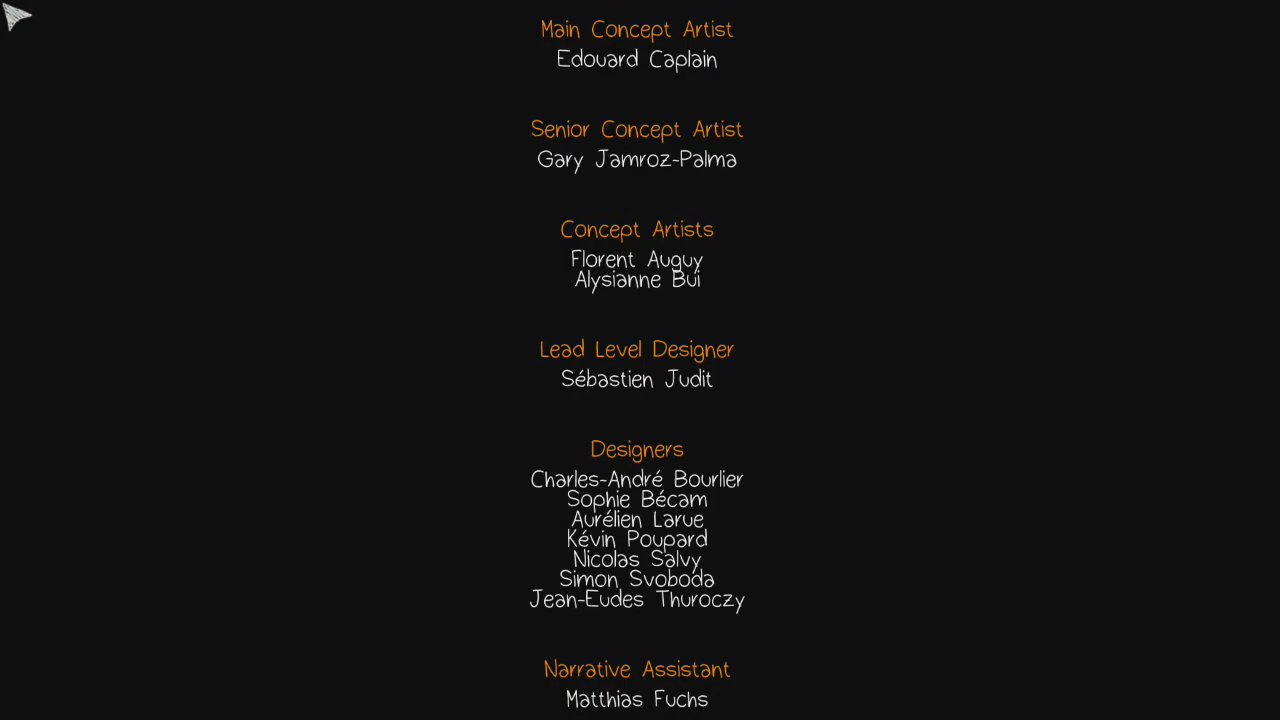 Main Concept Artist
Edouard Caplain
Senior Concept Artist
Gary Jamroz-Palma
Concept Artists
Florent Auguy
Alysianne Bui
Lead Level Designer
Sébastien Judit
Designers
Charles-André Bourlier
Sophie Bécam
Aurélien Larue
Kévin Poupard
Nicolas Salvy
Simon Svoboda
Jean-Eudes Thuroczy
Narrative Assistant
Matthias Fuchs